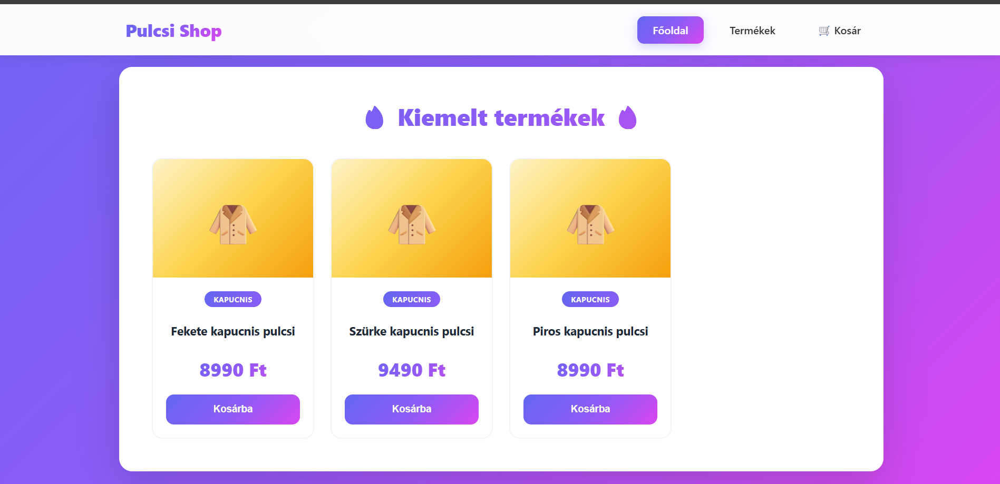 Pulcsi Shop
Főoldal
Termékek
🛒 Kosár
🔥 Kiemelt termékek 🔥
KAPUCNIS
Fekete kapucnis pulcsi
8990 Ft
Kosárba
KAPUCNIS
Szürke kapucnis pulcsi
9490 Ft
Kosárba
KAPUCNIS
Piros kapucnis pulcsi
8990 Ft
Kosárba